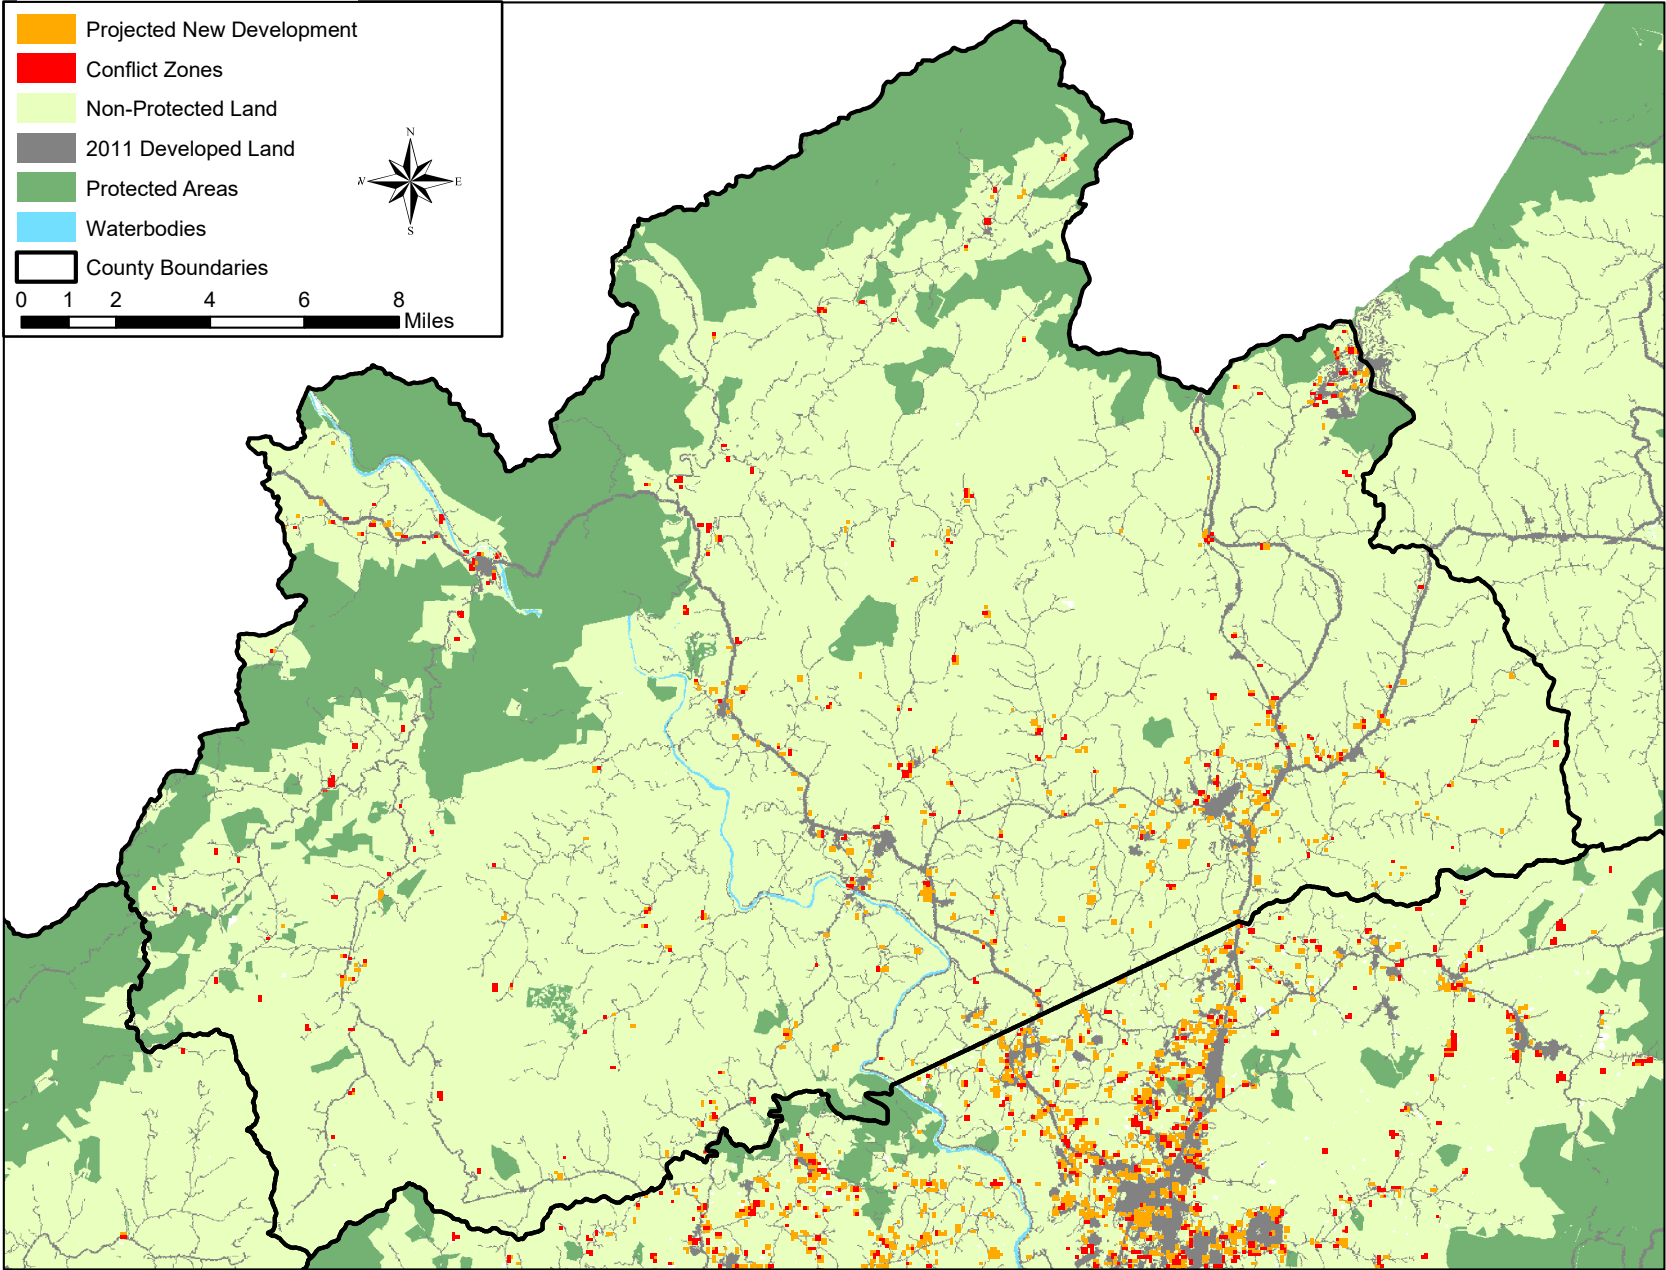 Projected New Development
Conflict Zones
Non-Protected Land
2011 Developed Land
Protected Areas
Waterbodies
County Boundaries
N
W E
S
0 1 2 4 6 8
Miles